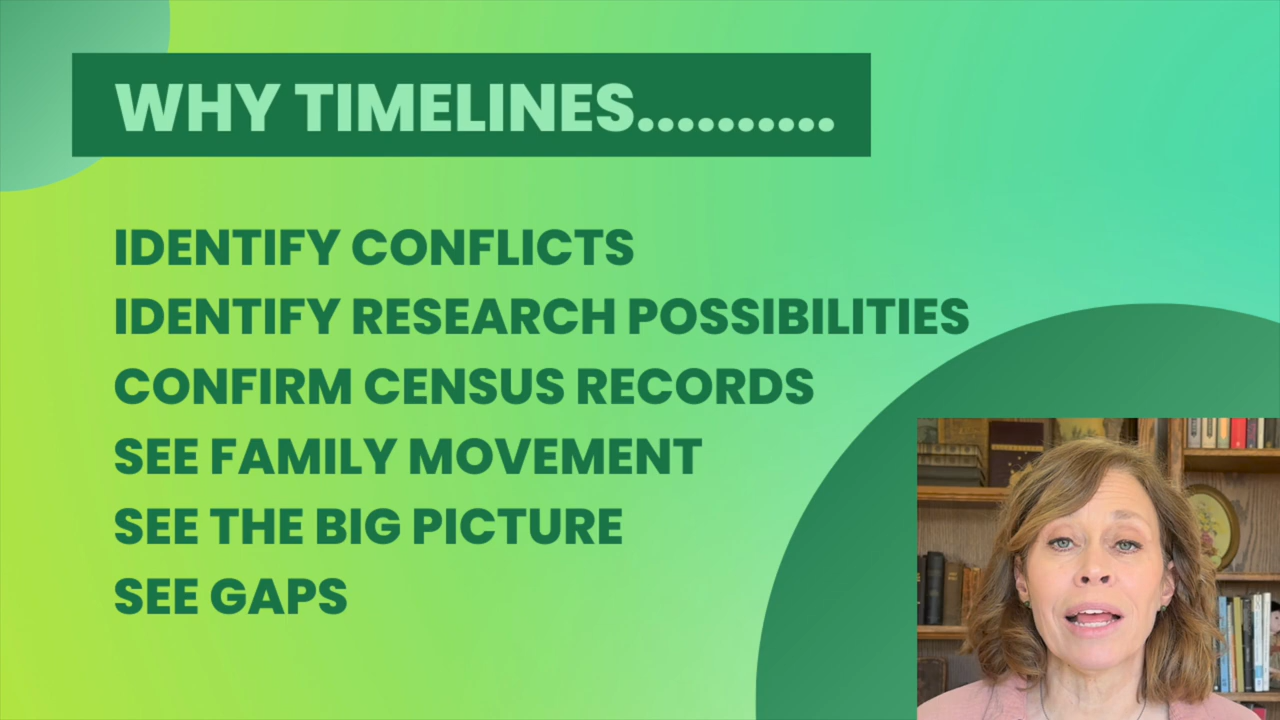 WHY TIMELINES..........
IDENTIFY CONFLICTS
IDENTIFY RESEARCH POSSIBILITIES
CONFIRM CENSUS RECORDS
SEE FAMILY MOVEMENT
SEE THE BIG PICTURE
SEE GAPS